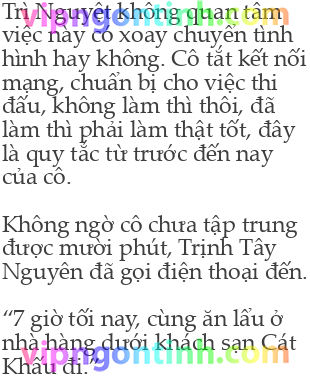 Trì Nguyệt không quan tâm
việc này có xoay chuyển tình
hình hay không. Cô tắt kết nối
mạng, chuẩn bị cho việc thi
đấu, không làm thì thôi, đã
làm thì phải làm thật tốt, đây
là quy tắc từ trước đến nay
của cô.
Không ngờ cô chưa tập trung
được mười phút, Trịnh Tây
Nguyên đã gọi điện thoại đến.
“7 giờ tối nay, cùng ăn lẩu ở
nhà hàng dưới khách sạn Cát
Khấu đi.”
vipngontinh.com
vipngontinh.com